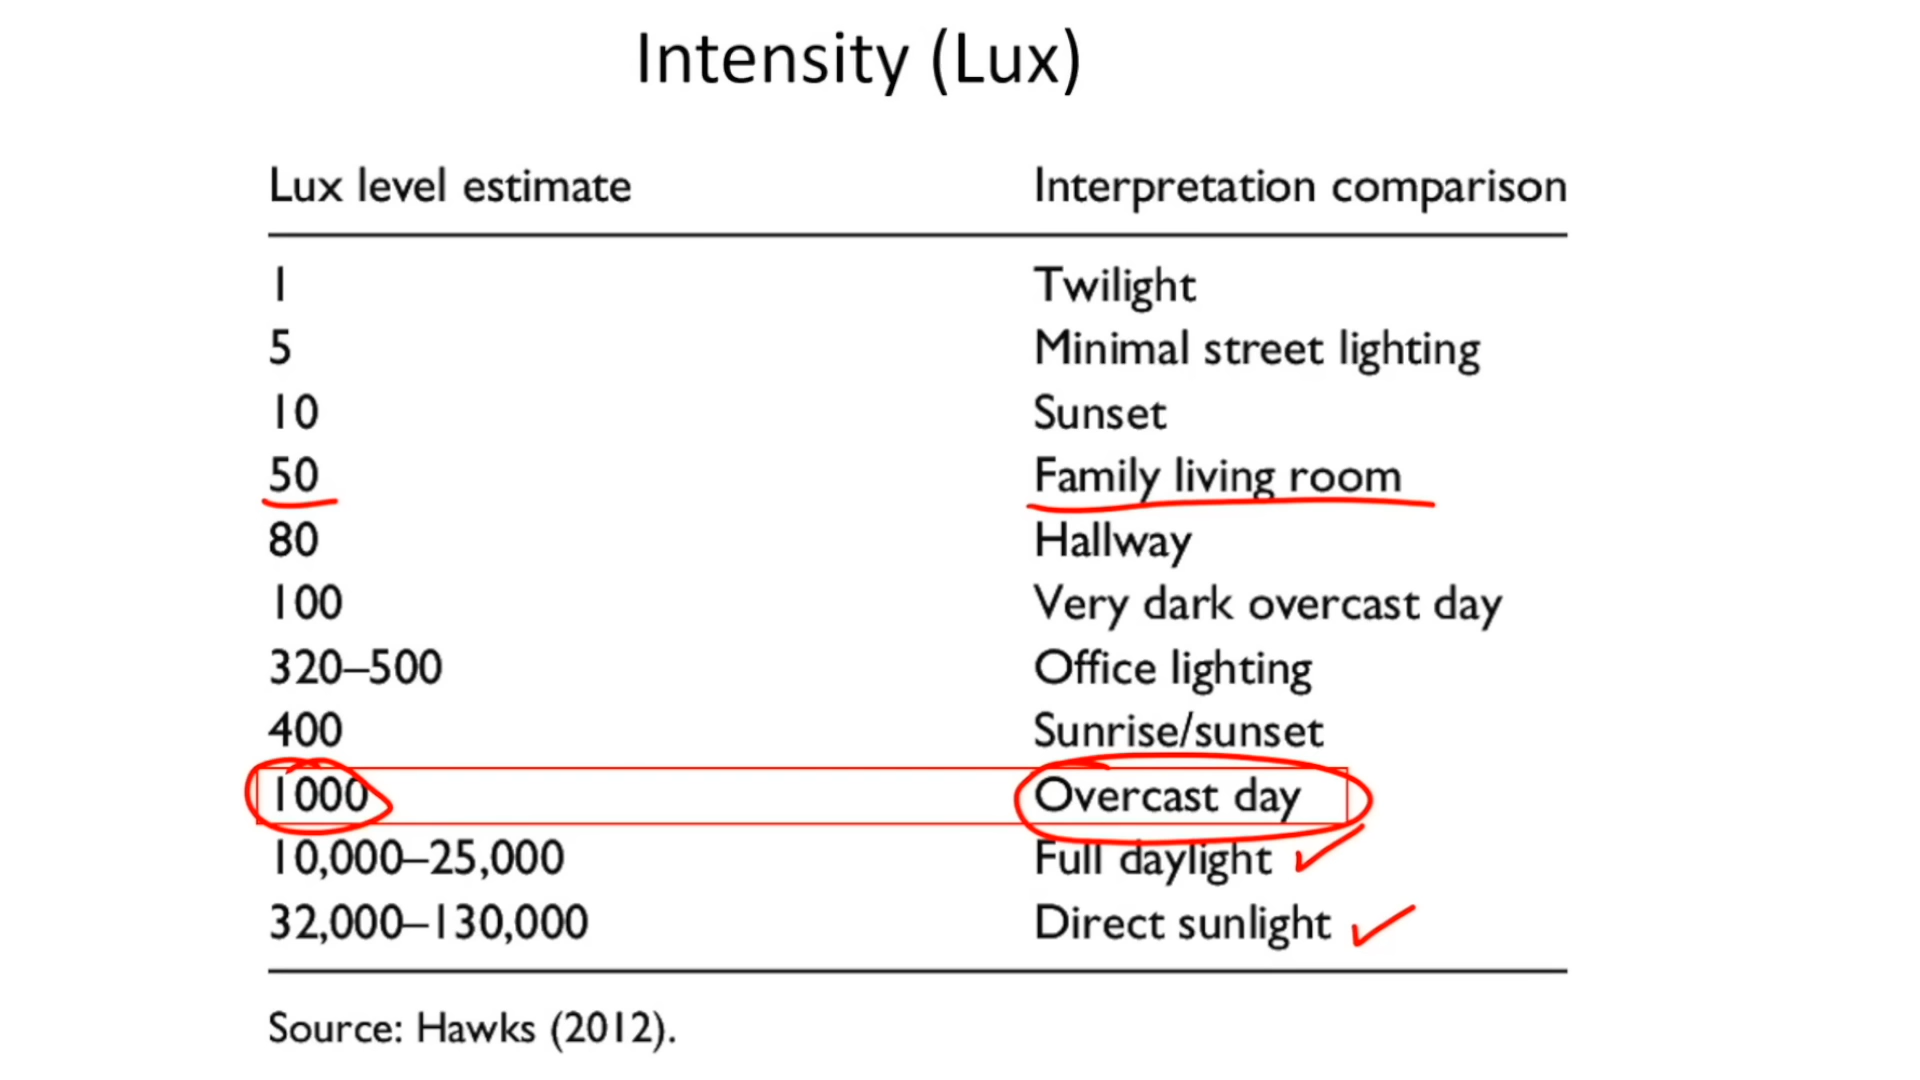 Intensity (Lux)
Lux level estimate Interpretation comparison
1 Twilight
5 Minimal street lighting
10 Sunset
50 Family living room
80 Hallway
100 Very dark overcast day
320–500 Office lighting
400 Sunrise/sunset
1000 Overcast day
10,000–25,000 Full daylight
32,000–130,000 Direct sunlight
Source: Hawks (2012).